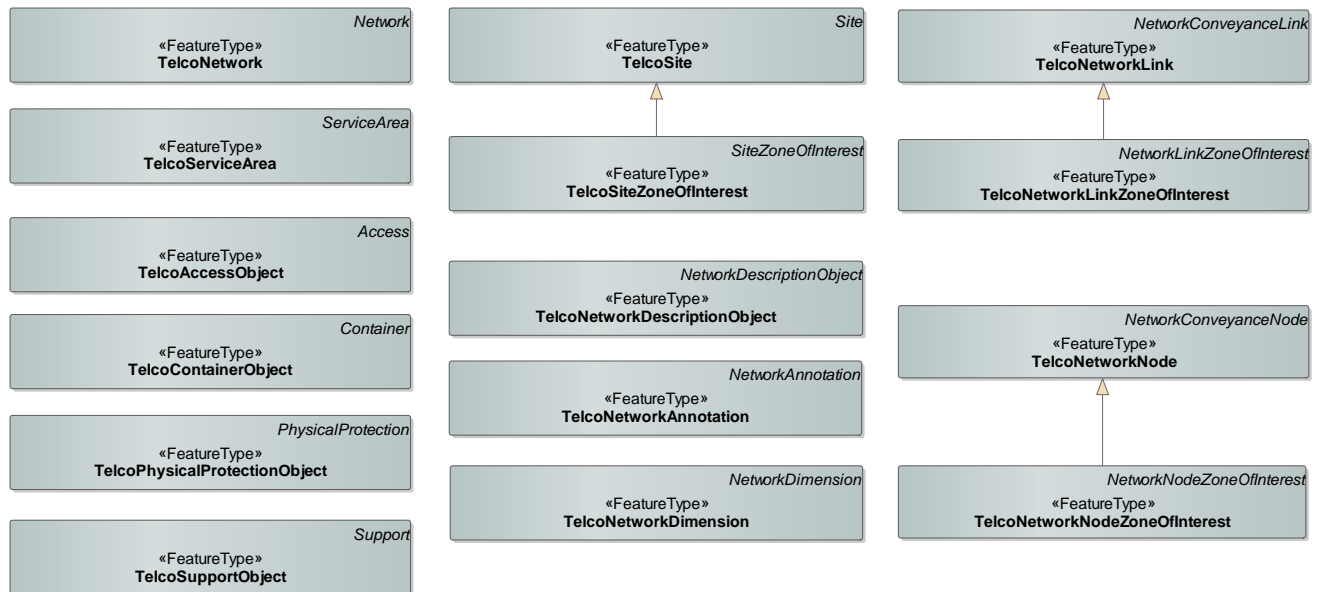 Network
«FeatureType»
TelcoNetwork
ServiceArea
«FeatureType»
TelcoServiceArea
Access
«FeatureType»
TelcoAccessObject
Container
«FeatureType»
TelcoContainerObject
PhysicalProtection
«FeatureType»
TelcoPhysicalProtectionObject
Support
«FeatureType»
TelcoSupportObject
Site
«FeatureType»
TelcoSite
SiteZoneOfInterest
«FeatureType»
TelcoSiteZoneOfInterest
NetworkDescriptionObject
«FeatureType»
TelcoNetworkDescriptionObject
NetworkAnnotation
«FeatureType»
TelcoNetworkAnnotation
NetworkDimension
«FeatureType»
TelcoNetworkDimension
NetworkConveyanceLink
«FeatureType»
TelcoNetworkLink
NetworkLinkZoneOfInterest
«FeatureType»
TelcoNetworkLinkZoneOfInterest
NetworkConveyanceNode
«FeatureType»
TelcoNetworkNode
NetworkNodeZoneOfInterest
«FeatureType»
TelcoNetworkNodeZoneOfInterest